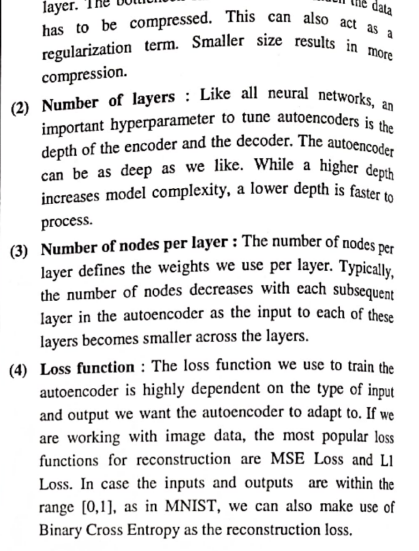 layer. The the data
has to be compressed. This can also act as a
regularization term. Smaller size results in more
compression.
(2) Number of layers : Like all neural networks, an
important hyperparameter to tune autoencoders is the
depth of the encoder and the decoder. The autoencoder
can be as deep as we like. While a higher depth
increases model complexity, a lower depth is faster to
process.
(3) Number of nodes per layer : The number of nodes per
layer defines the weights we use per layer. Typically,
the number of nodes decreases with each subsequent
layer in the autoencoder as the input to each of these
layers becomes smaller across the layers.
(4) Loss function : The loss function we use to train the
autoencoder is highly dependent on the type of input
and output we want the autoencoder to adapt to. If we
are working with image data, the most popular loss
functions for reconstruction are MSE Loss and L1
Loss. In case the inputs and outputs are within the
range [0,1], as in MNIST, we can also make use of
Binary Cross Entropy as the reconstruction loss.